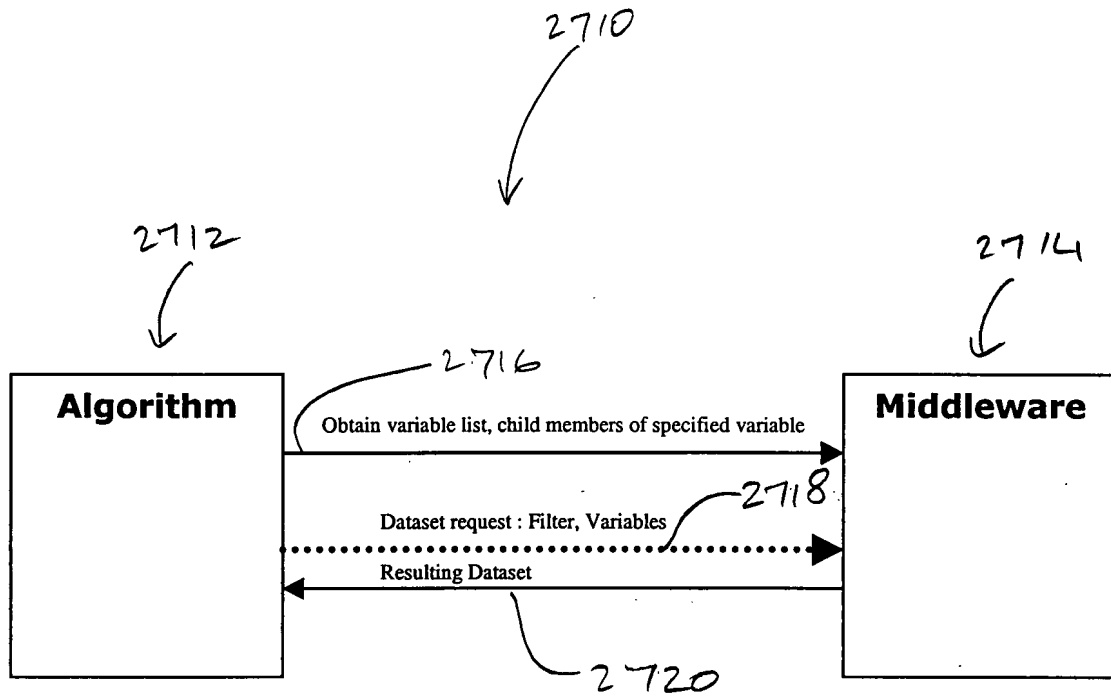 2710
2712
2714
2716
Algorithm
Middleware
Obtain variable list, child members of specified variable
2718
Dataset request : Filter, Variables
Resulting Dataset
2720